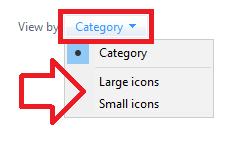 View by Category
Category
Large icons
Small icons